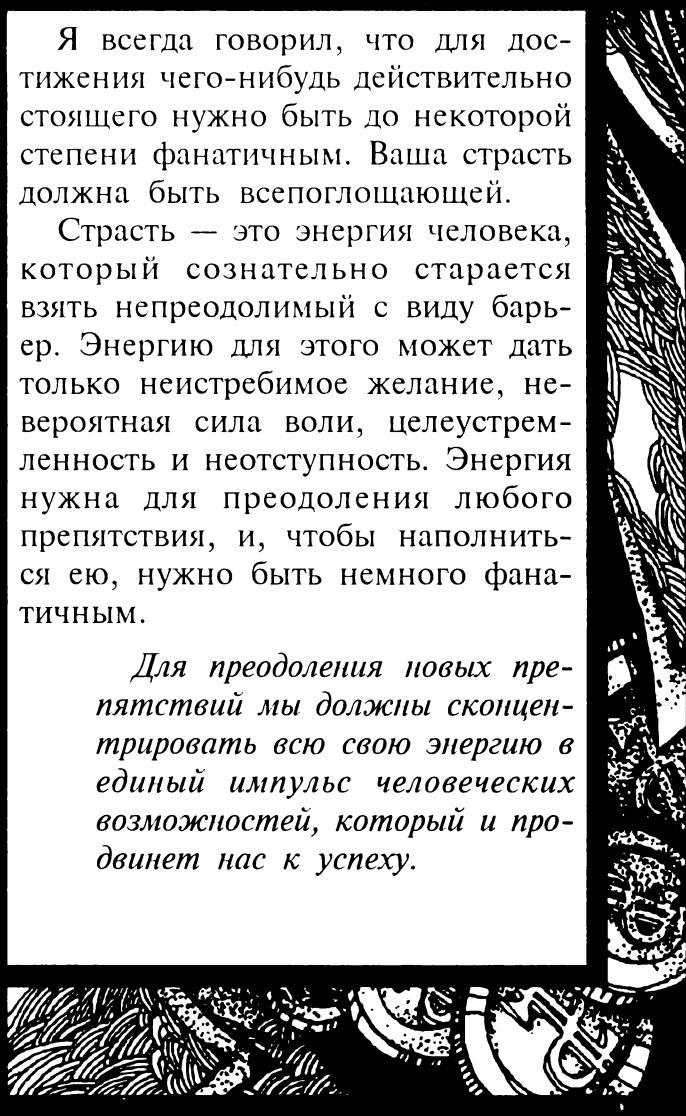 Я всегда говорил, что для дос-
тижения чего-нибудь действительно
стоящего нужно быть до некоторой
степени фанатичным. Ваша страсть
должна быть всепоглощающей.
Страсть — это энергия человека,
который сознательно старается
взять непреодолимый с виду барь-
ер. Энергию для этого может дать
только неистребимое желание, не-
вероятная сила воли, целеустрем-
ленность и неотступность. Энергия
нужна для преодоления любого
препятствия, и, чтобы наполнить-
ся ею, нужно быть немного фана-
тичным.
Для преодоления новых пре-
пятствий мы должны сконцен-
трировать всю свою энергию в
единый импульс человеческих
возможностей, который и про-
двинет нас к успеху.